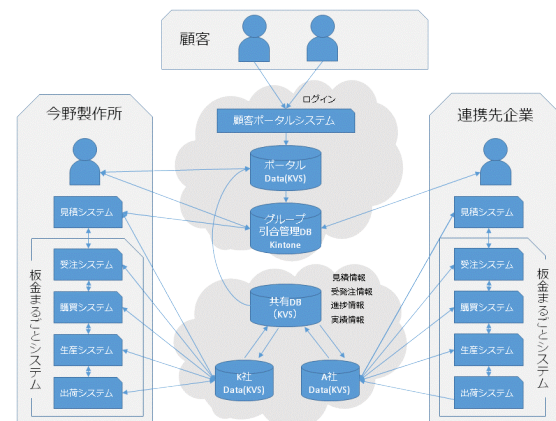 顧客
ログイン
顧客ポータルシステム
ポータル
Data(KVS)
グループ
引合管理DB
Kintone
今野製作所
見積システム
板金まるごとシステム
受注システム
購買システム
生産システム
出荷システム
共有DB
(KVS)
見積情報
受発注情報
進捗情報
実績情報
K社
Data(KVS)
A社
Data(KVS)
連携先企業
見積システム
受注システム
購買システム
生産システム
出荷システム
板金まるごとシステム